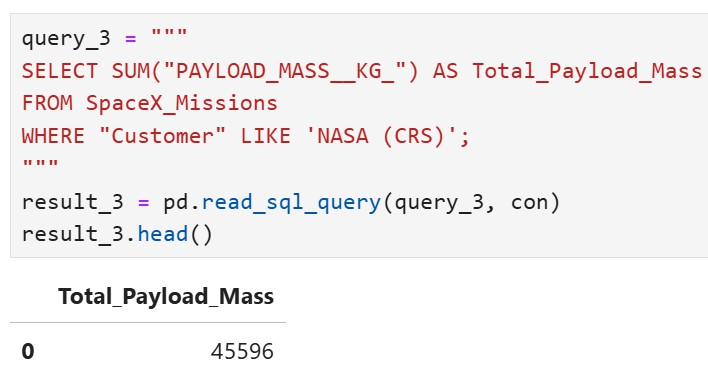 query_3 = """
SELECT SUM("PAYLOAD_MASS__KG_") AS Total_Payload_Mass
FROM SpaceX_Missions
WHERE "Customer" LIKE 'NASA (CRS)';
"""
result_3 = pd.read_sql_query(query_3, con)
result_3.head()
Total_Payload_Mass
0 45596